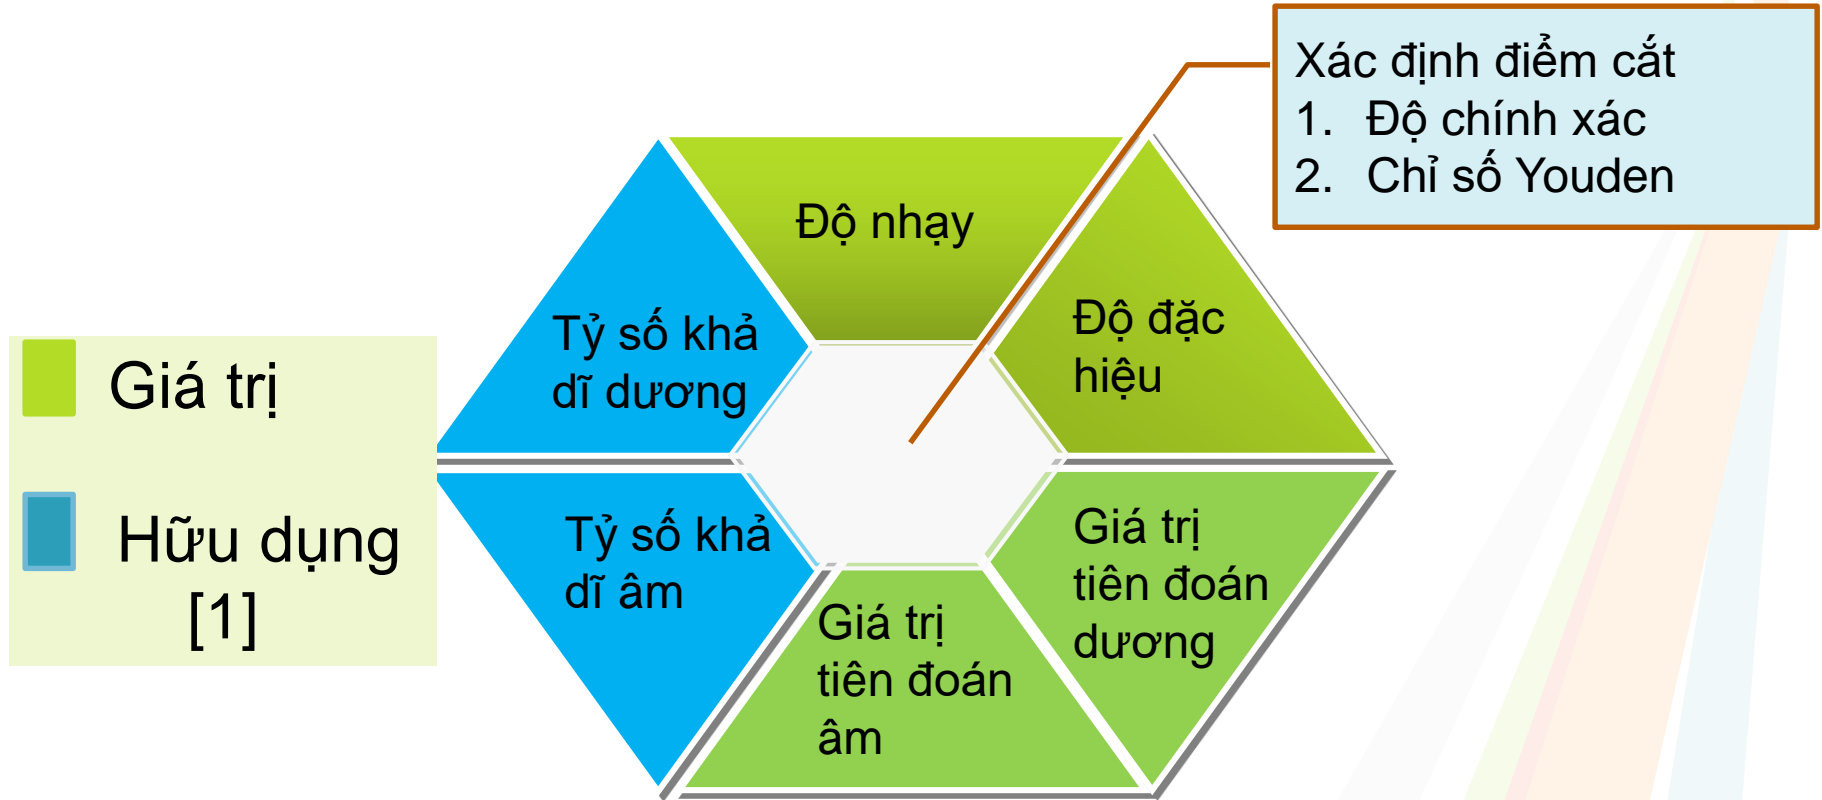 Xác định điểm cắt
1. Độ chính xác
2. Chỉ số Youden
Độ nhạy
Độ đặc
hiệu
Tỷ số khả
dĩ dương
Giá trị
Hữu dụng
[1]
Tỷ số khả
dĩ âm
Giá trị
tiên đoán
dương
Giá trị
tiên đoán
âm